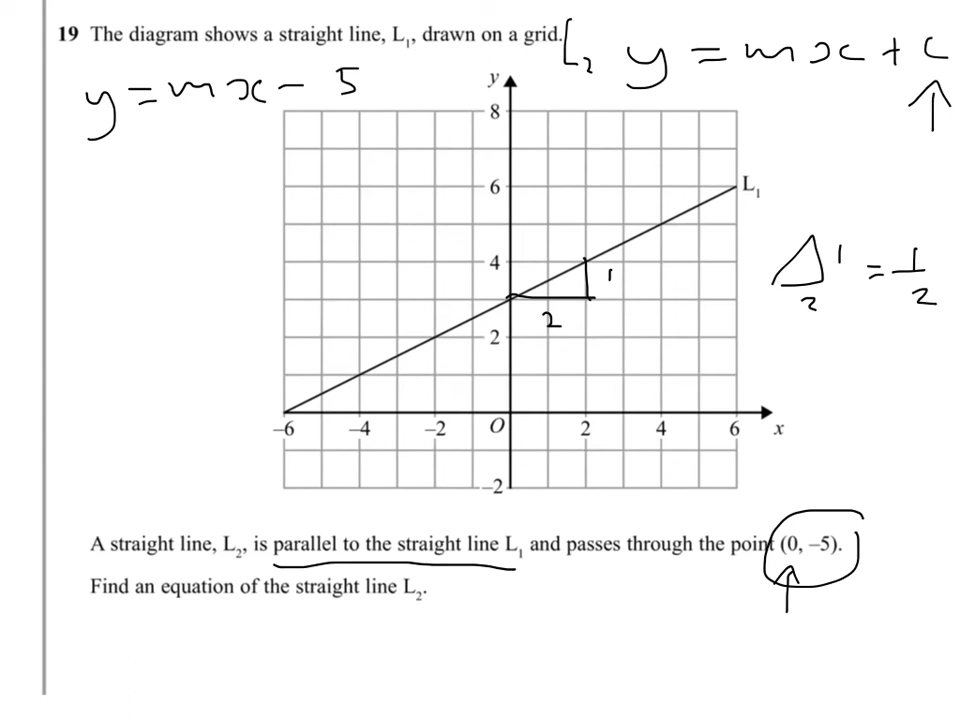 19 The diagram shows a straight line, L₁, drawn on a grid.
L₂ y = mx + c
↑
y = mx - 5
y
8
6
L₁
4
1
2
2
1
2
= 1/2
-6 -4 -2 O 2 4 6 x
-2
A straight line, L₂, is parallel to the straight line L₁ and passes through the point (0, –5).
↑
Find an equation of the straight line L₂.